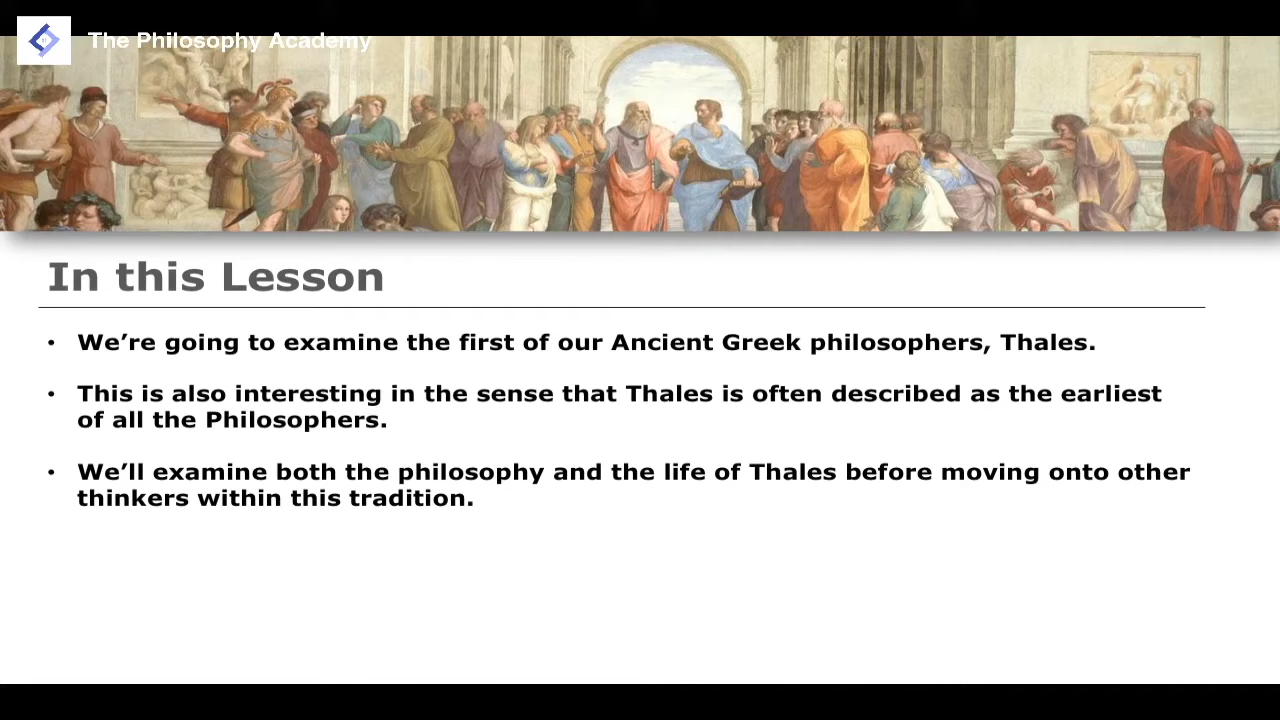 The Philosophy Academy
In this Lesson
• We’re going to examine the first of our Ancient Greek philosophers, Thales.
• This is also interesting in the sense that Thales is often described as the earliest
of all the Philosophers.
• We’ll examine both the philosophy and the life of Thales before moving onto other
thinkers within this tradition.